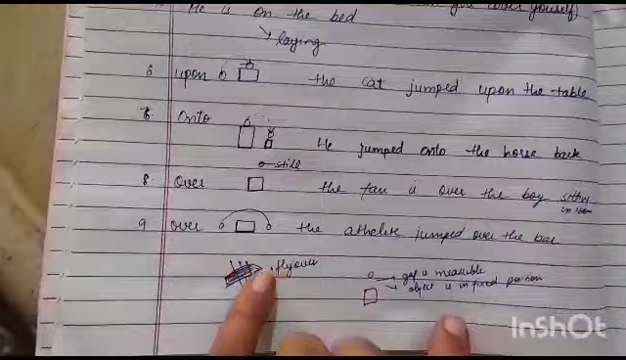 He is on the bed
laying
6 upon the cat jumped upon the table
7. Onto He jumped onto the horse back
still
8 Over the fan is over the boy sitting
9 over the athelete jumped over the bar
flyover
gap is measurible
object is in fixed position
InShOt